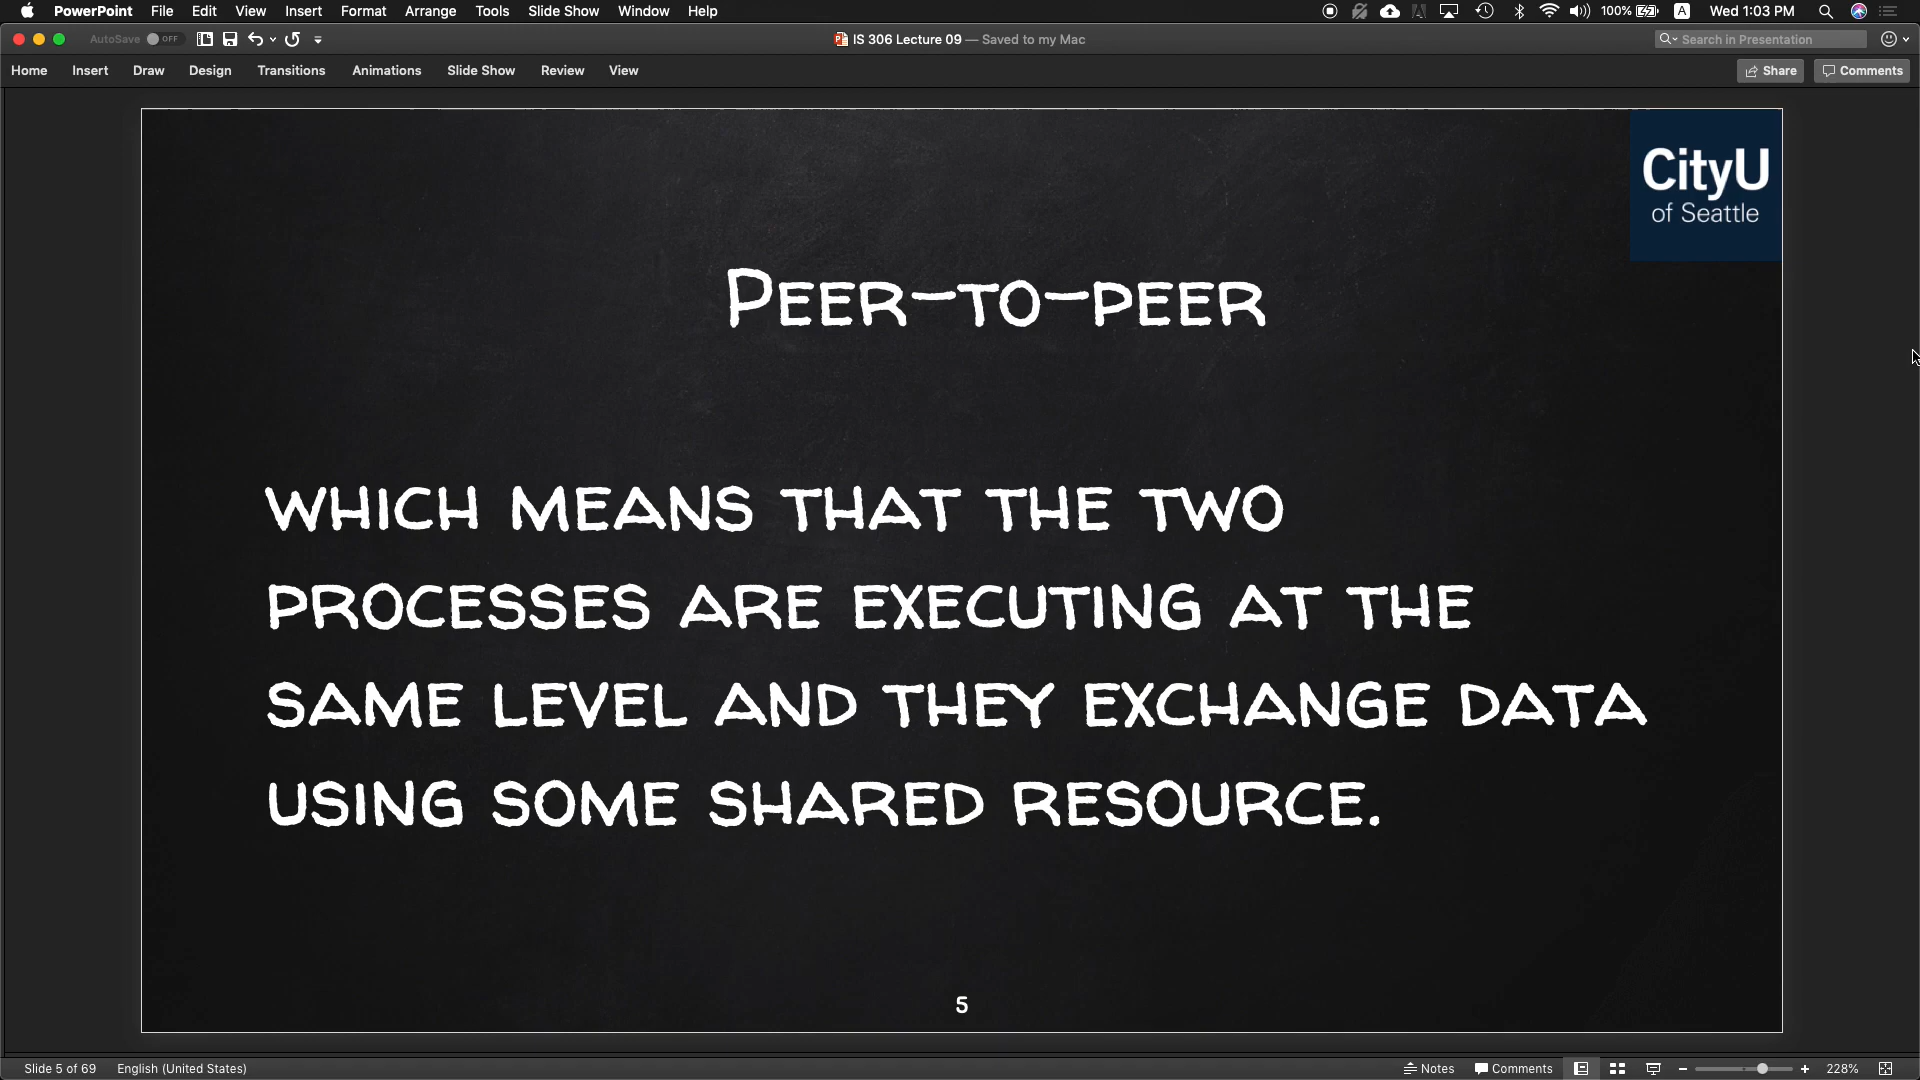 PowerPoint File Edit View Insert Format Arrange Tools Slide Show Window Help 100% A Wed 1:03 PM
AutoSave OFF IS 306 Lecture 09 — Saved to my Mac Search in Presentation
Home Insert Draw Design Transitions Animations Slide Show Review View Share Comments
CityU
of Seattle
Peer-to-peer
which means that the two
processes are executing at the
same level and they exchange data
using some shared resource.
5
Slide 5 of 69 English (United States) Notes Comments 228%